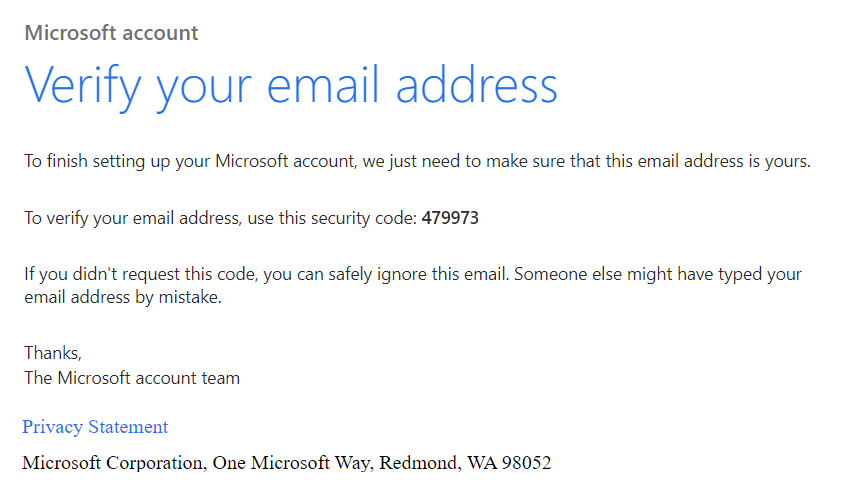 Microsoft account
Verify your email address
To finish setting up your Microsoft account, we just need to make sure that this email address is yours.
To verify your email address, use this security code: 479973
If you didn't request this code, you can safely ignore this email. Someone else might have typed your
email address by mistake.
Thanks,
The Microsoft account team
Privacy Statement
Microsoft Corporation, One Microsoft Way, Redmond, WA 98052